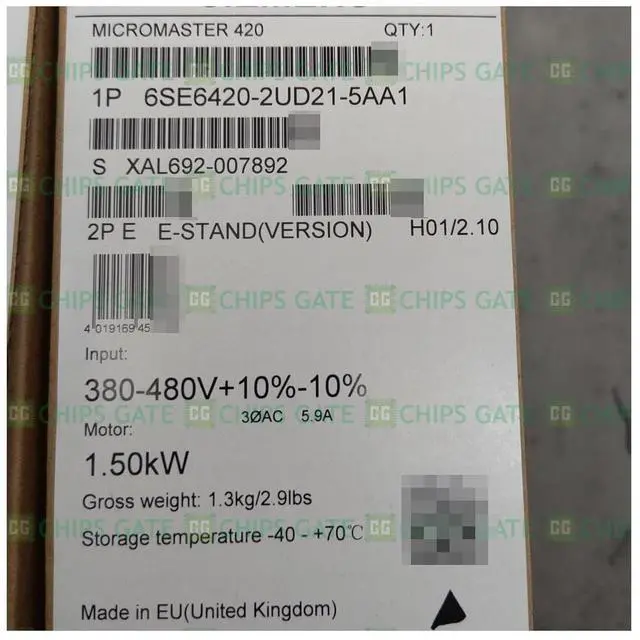 MICROMASTER 420 QTY:1
1P 6SE6420-2UD21-5AA1
S XAL692-007892
2P E E-STAND(VERSION) H01/2.10
4 019169 45
Input:
380-480V+10%-10%
3ØAC 5.9A
Motor:
1.50kW
Gross weight: 1.3kg/2.9lbs
Storage temperature -40 - +70℃
Made in EU(United Kingdom)
CHIPS GATE